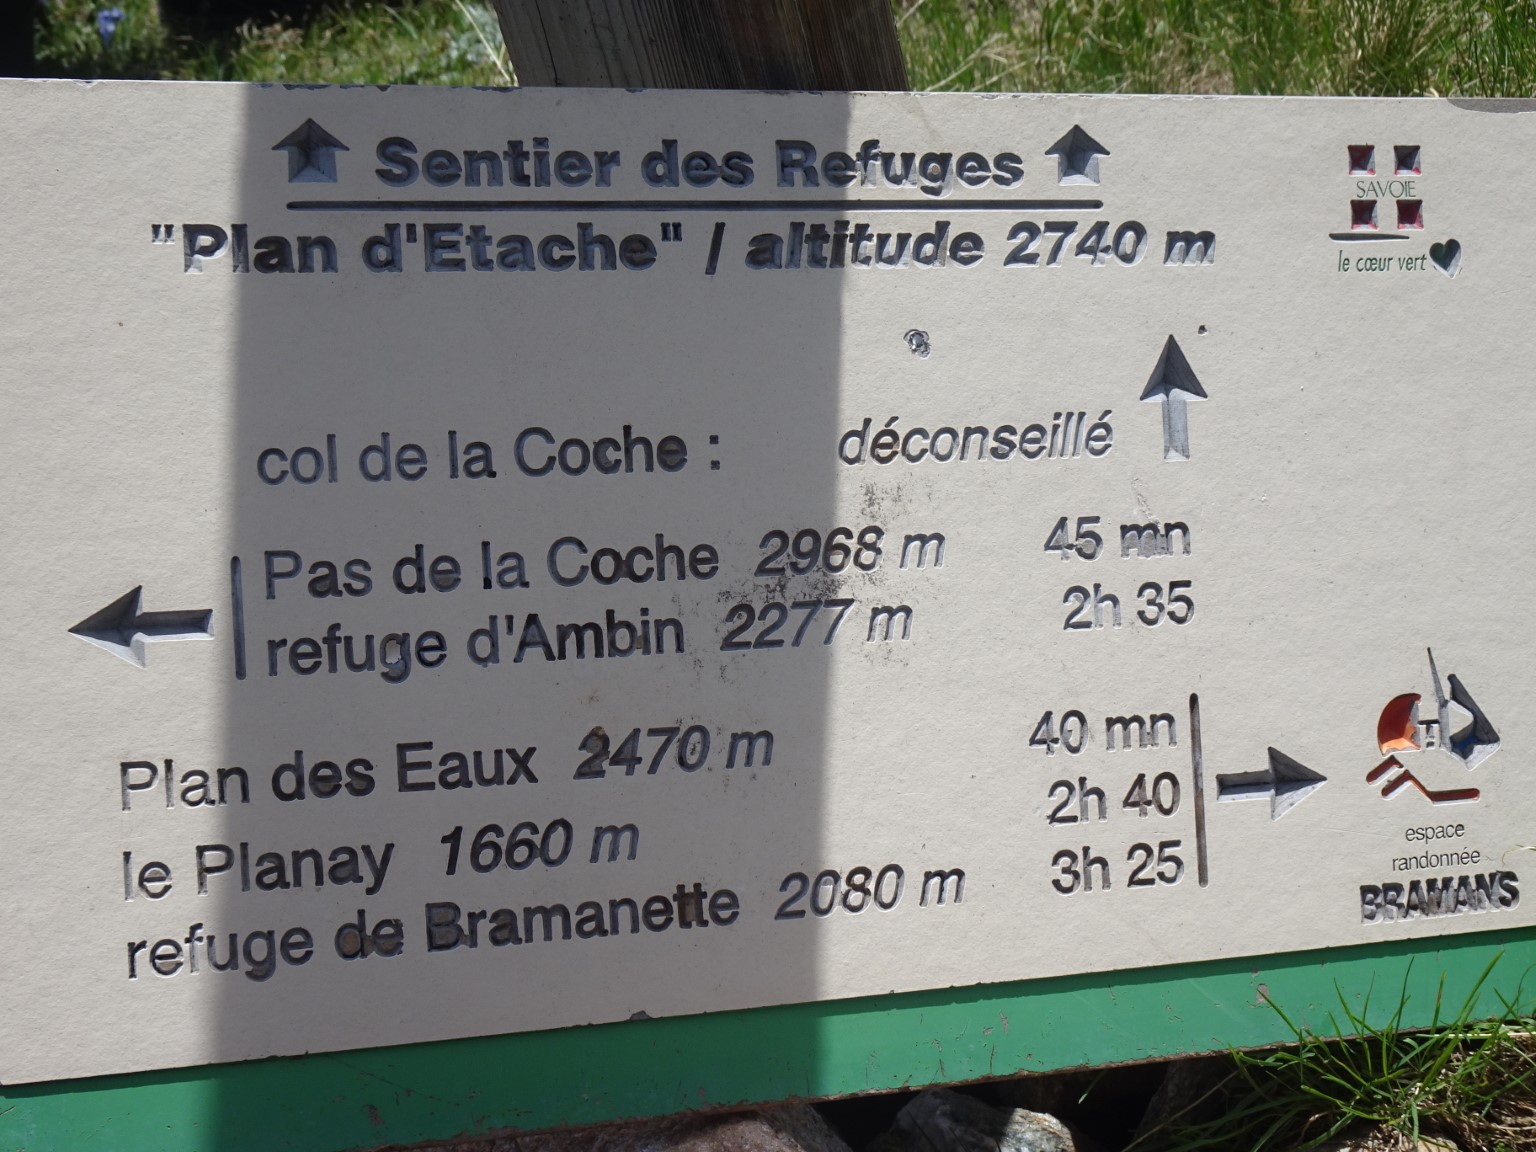 Sentier des Refuges
"Plan d'Etache" / altitude 2740 m
SAVOIE
le cœur vert
col de la Coche : déconseillé
Pas de la Coche 2968 m 45 mn
refuge d'Ambin 2277 m 2h 35
Plan des Eaux 2470 m 40 mn
le Planay 1660 m 2h 40
refuge de Bramanette 2080 m 3h 25
espace
randonnée
BRAMANS